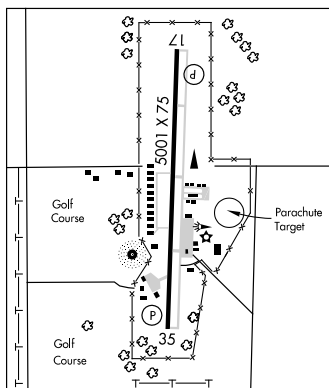 17
P
5001 X 75
Golf
Course
Parachute
Target
P
35
Golf
Course